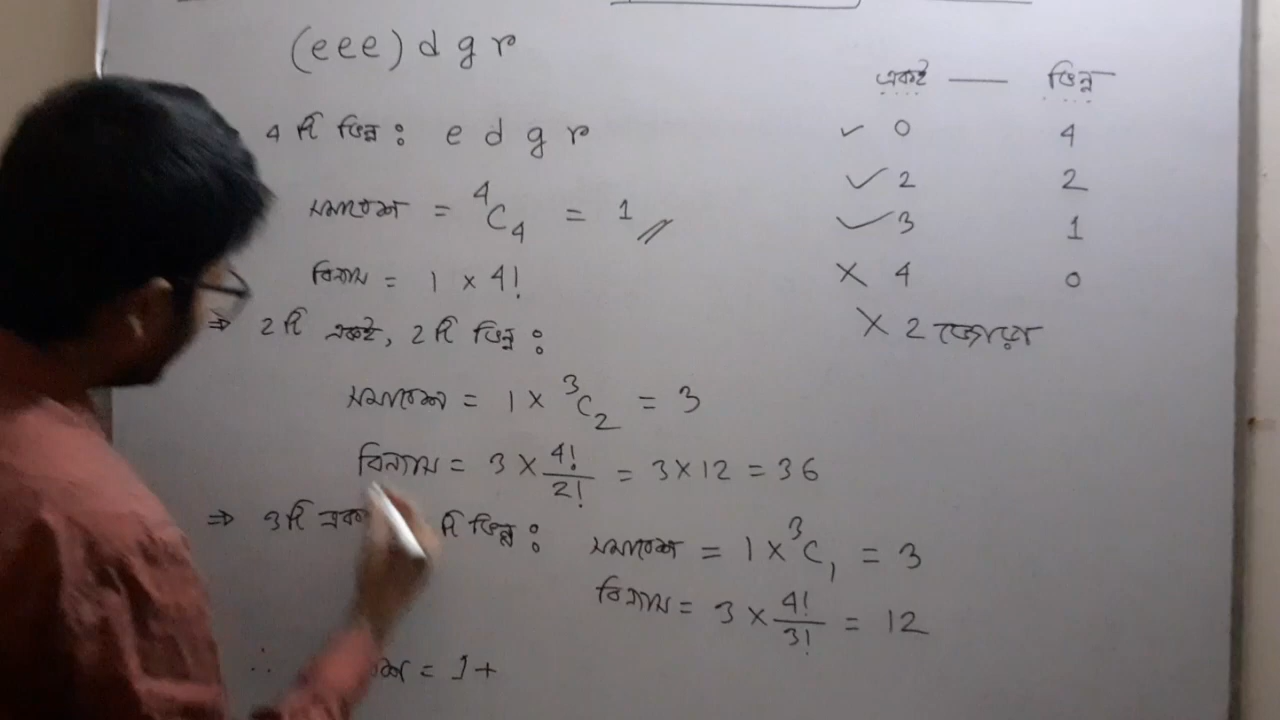 (eee) d g r
4 টি ভিন্ন : e d g r
সমাবেশ = ⁴C₄ = 1 //
বিন্যাস = 1 × 4!
⇒ 2 টি একই, 2 টি ভিন্ন :
সমাবেশ = 1 × ³C₂ = 3
বিন্যাস = 3 × 4!/2! = 3 × 12 = 36
⇒ 3 টি টি ভিন্ন :
সমাবেশ = 1 × ³C₁ = 3
বিন্যাস = 3 × 4!/3! = 12
∴ = 1 +
একই — ভিন্ন
✓ 0 4
✓ 2 2
✓ 3 1
× 4 0
× 2 জোড়া